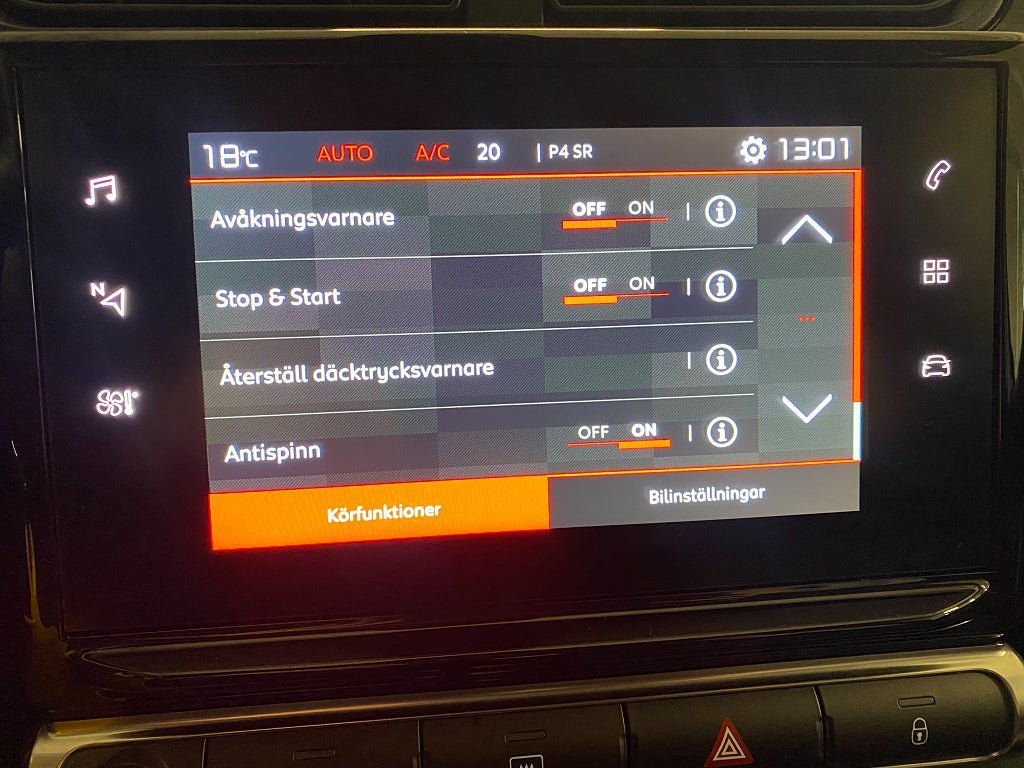 18°C AUTO A/C 20 | P4 SR 13:01
Avåkningsvarnare OFF ON
Stop & Start OFF ON
Återställ däcktrycksvarnare
Antispinn OFF ON
Körfunktioner Bilinställningar
N